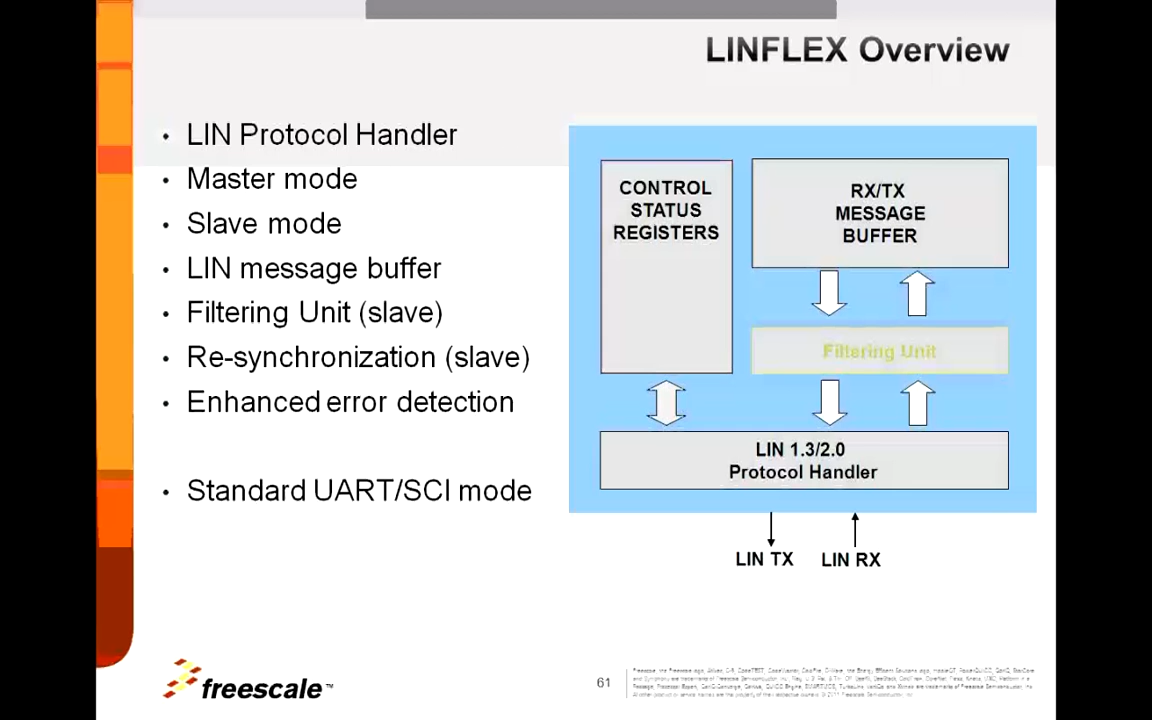 LINFLEX Overview
• LIN Protocol Handler
• Master mode
• Slave mode
• LIN message buffer
• Filtering Unit (slave)
• Re-synchronization (slave)
• Enhanced error detection
• Standard UART/SCI mode
CONTROL
STATUS
REGISTERS
RX/TX
MESSAGE
BUFFER
Filtering Unit
LIN 1.3/2.0
Protocol Handler
LIN TX
LIN RX
freescale™
61